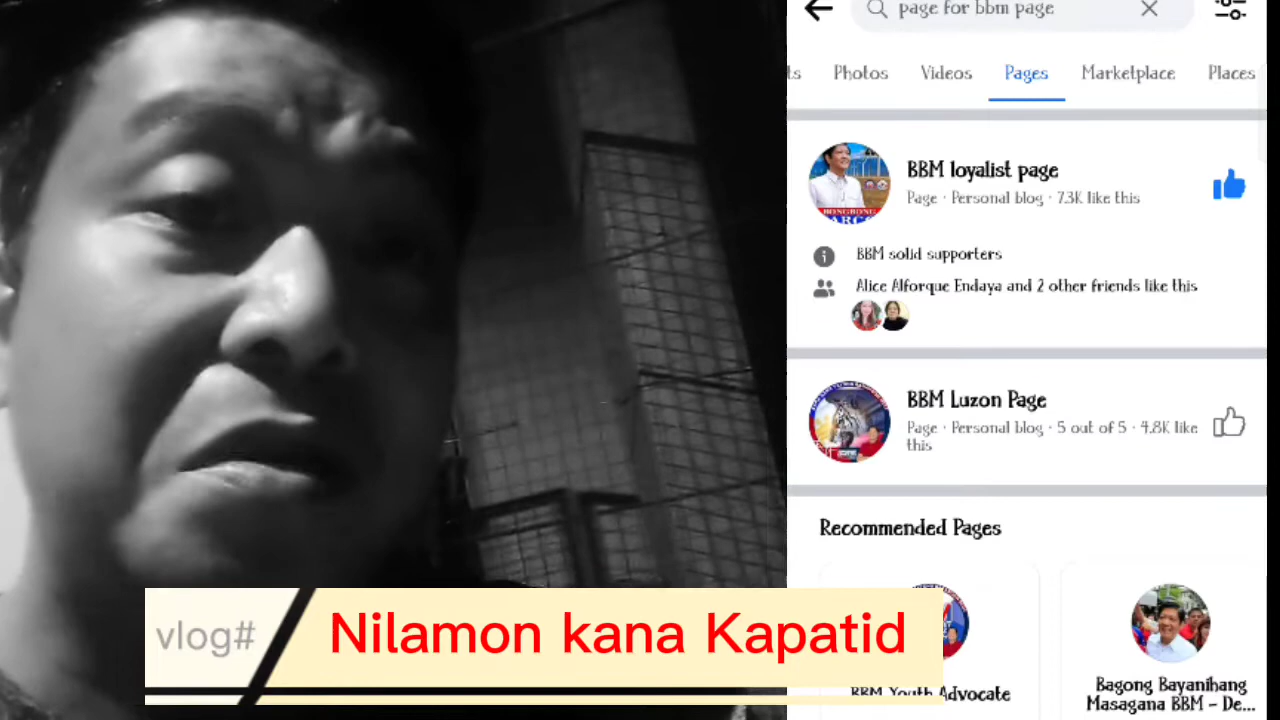 page for bbm page
ts Photos Videos Pages Marketplace Places
BBM loyalist page
Page · Personal blog · 7.3K like this
BBM solid supporters
Alice Alforque Endaya and 2 other friends like this
BBM Luzon Page
Page · Personal blog · 5 out of 5 · 4.8K like
this
Recommended Pages
BBM Youth Advocate
Bagong Bayanihang
Masagana BBM - De...
vlog#
Nilamon kana Kapatid